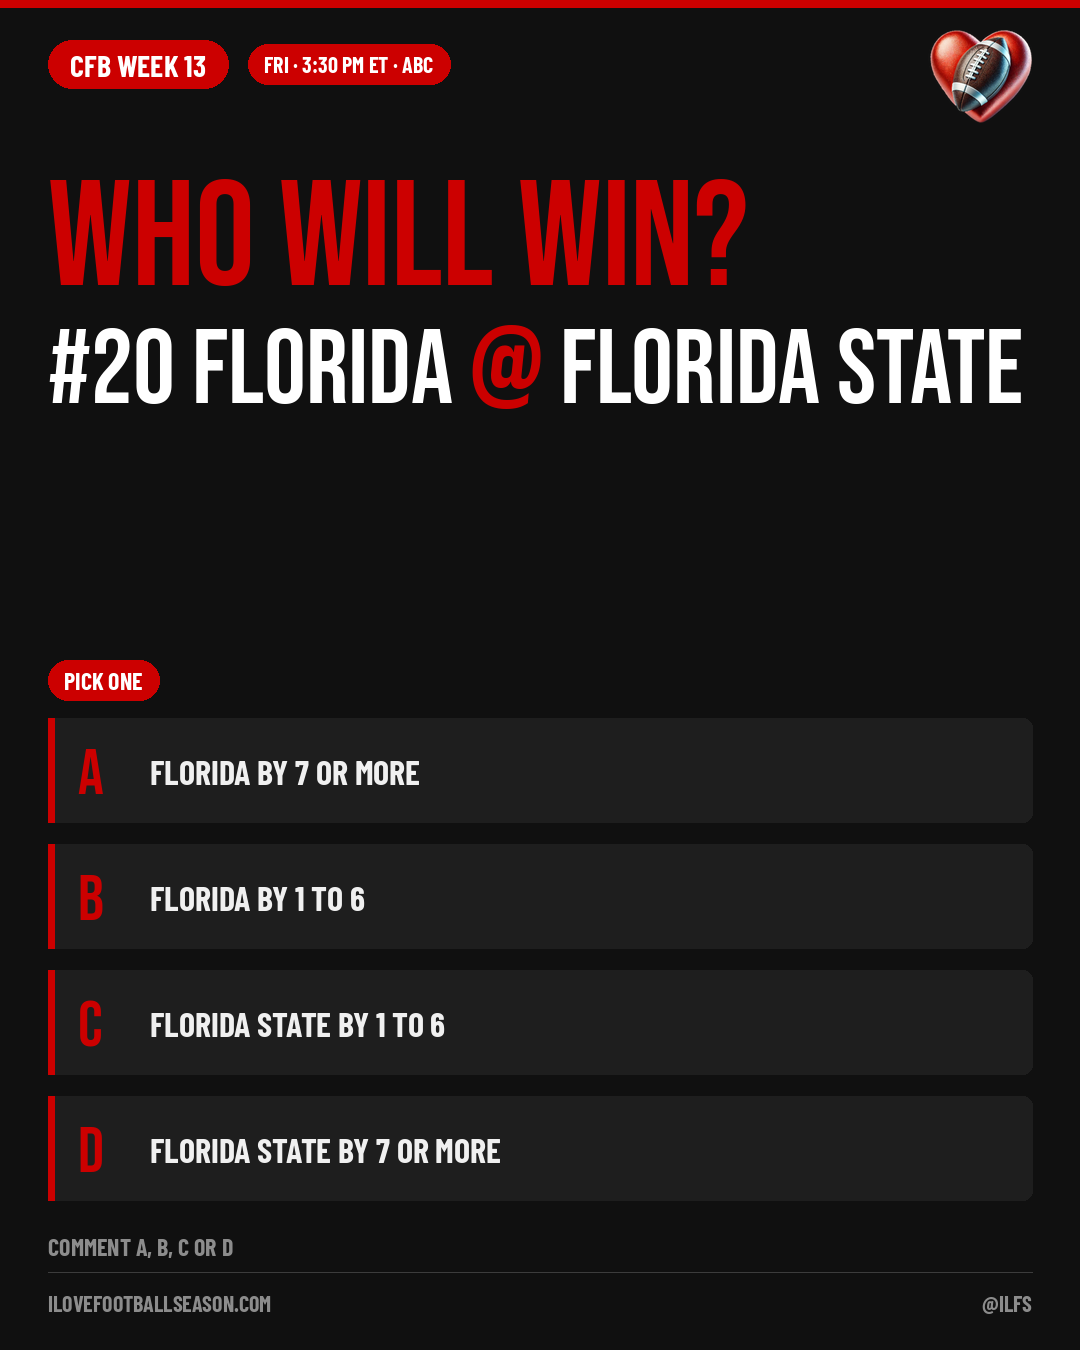 CFB WEEK 13
FRI · 3:30 PM ET · ABC
WHO WILL WIN?
#20 FLORIDA @ FLORIDA STATE
PICK ONE
A FLORIDA BY 7 OR MORE
B FLORIDA BY 1 TO 6
C FLORIDA STATE BY 1 TO 6
D FLORIDA STATE BY 7 OR MORE
COMMENT A, B, C OR D
ILOVEFOOTBALLSEASON.COM
@ILFS